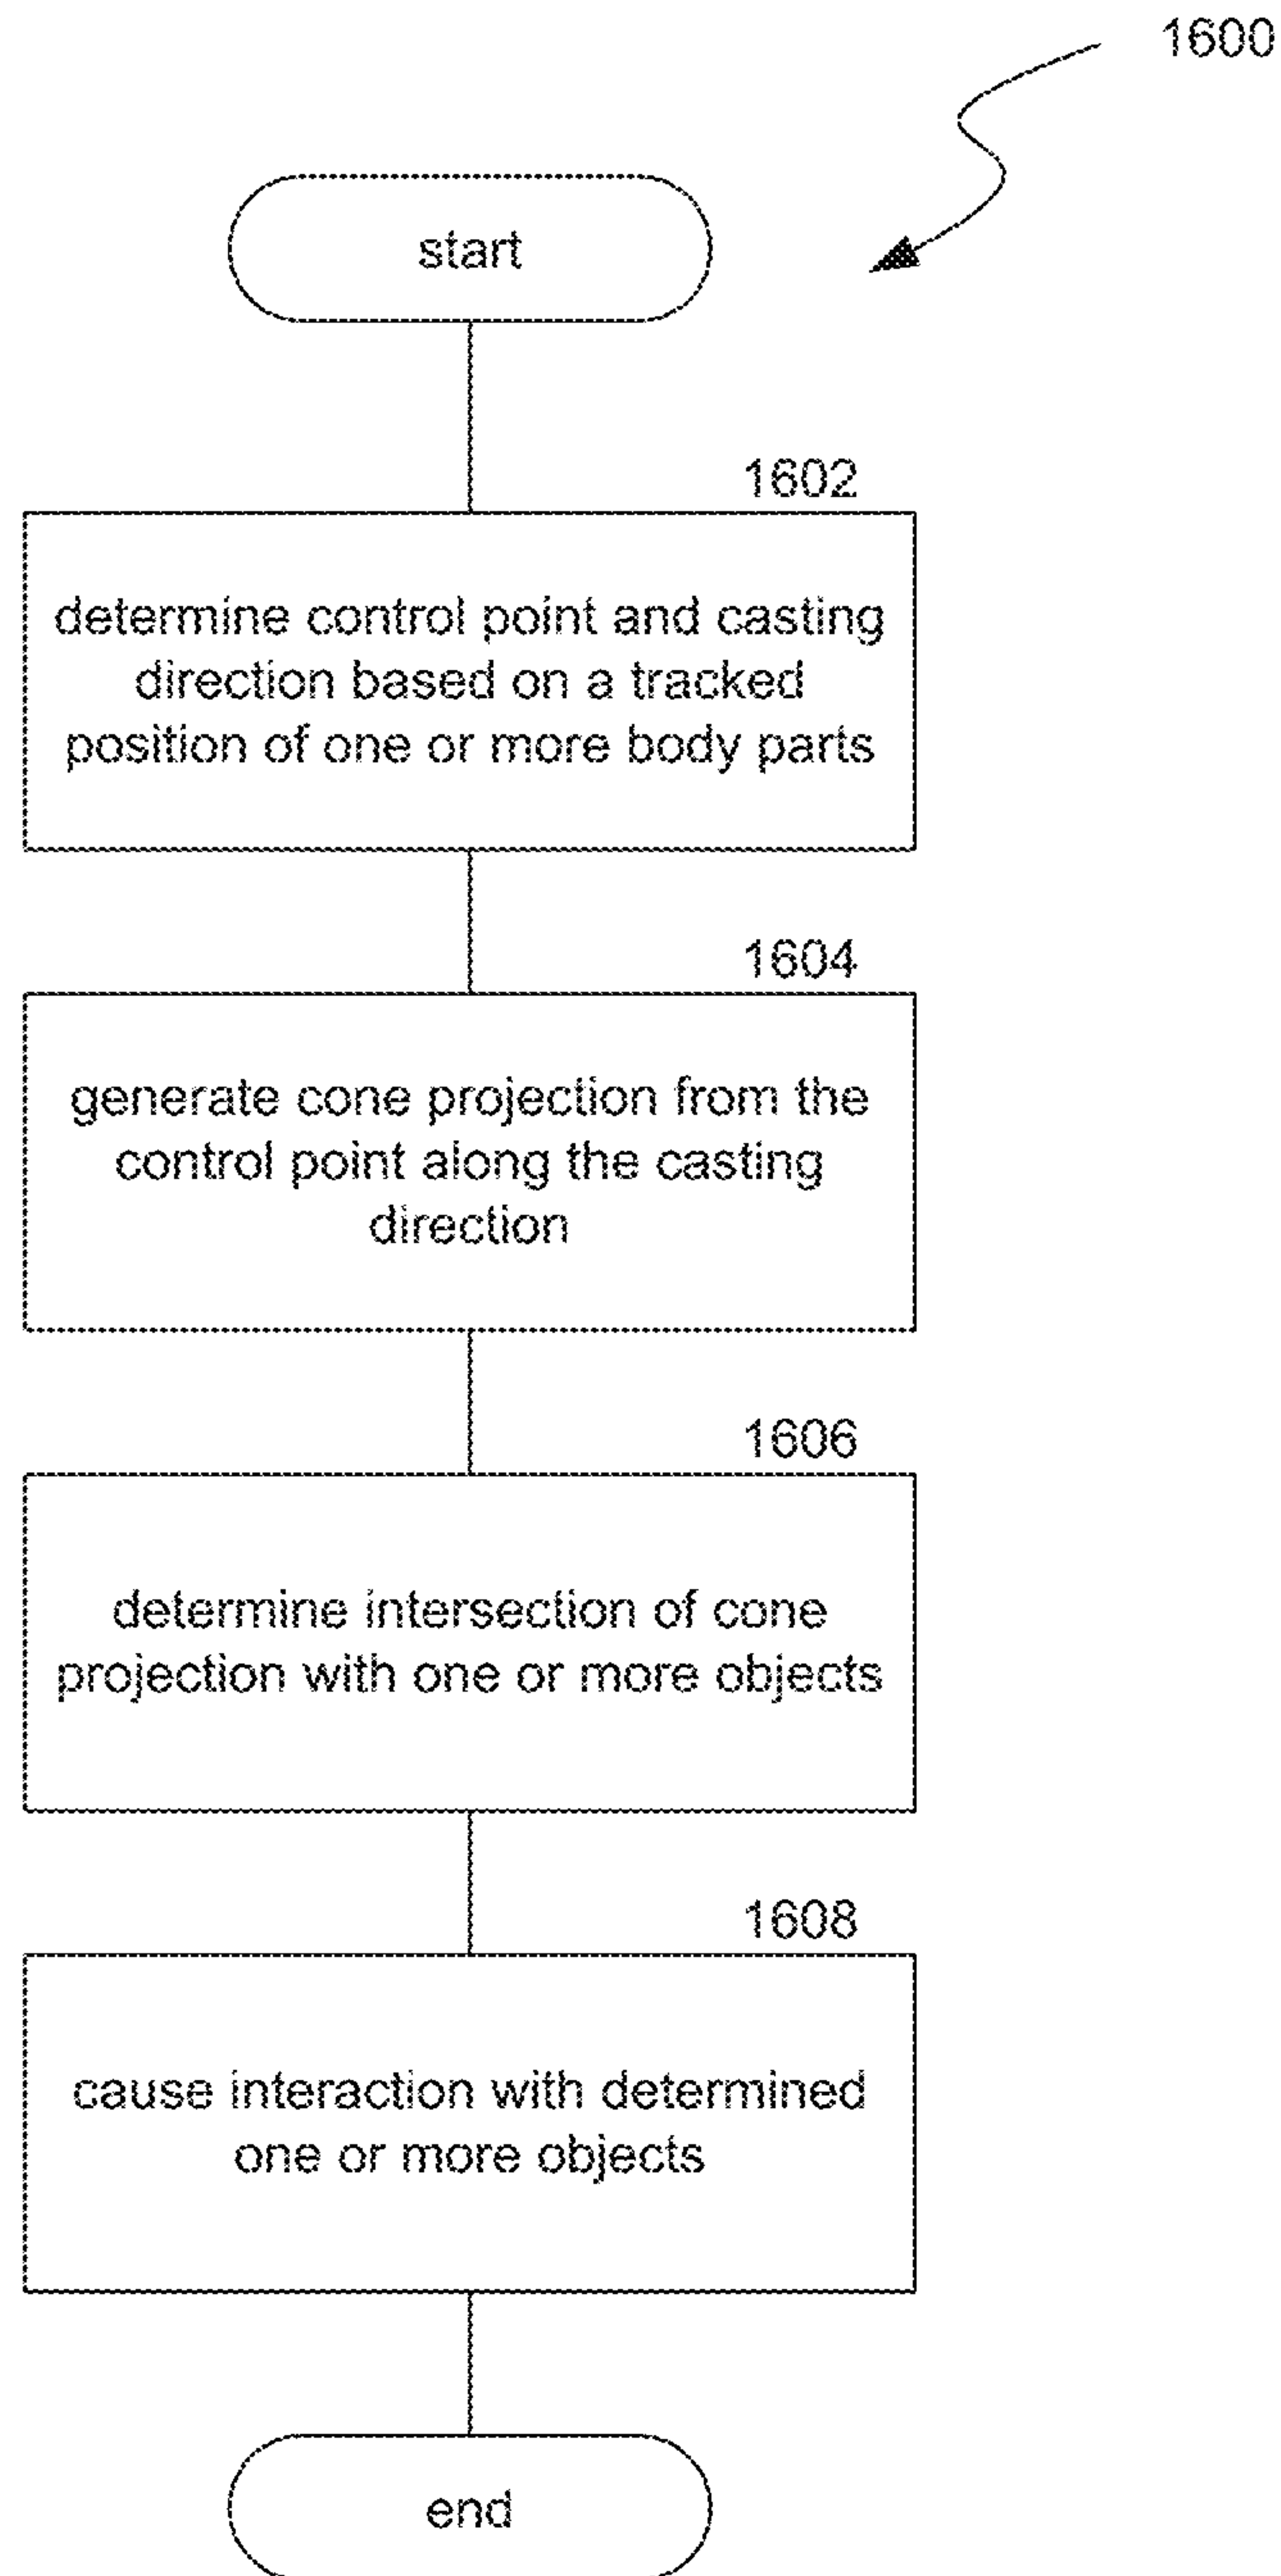 1600
start
1602
determine control point and casting
direction based on a tracked
position of one or more body parts
1604
generate cone projection from the
control point along the casting
direction
1606
determine intersection of cone
projection with one or more objects
1608
cause interaction with determined
one or more objects
end